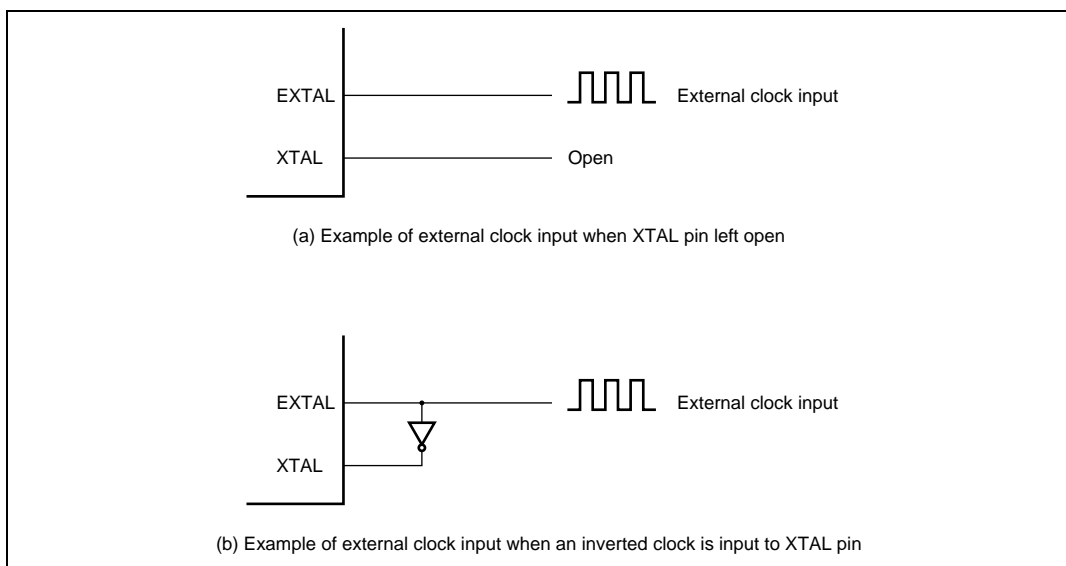 EXTAL
External clock input
XTAL
Open
(a) Example of external clock input when XTAL pin left open
EXTAL
External clock input
XTAL
(b) Example of external clock input when an inverted clock is input to XTAL pin